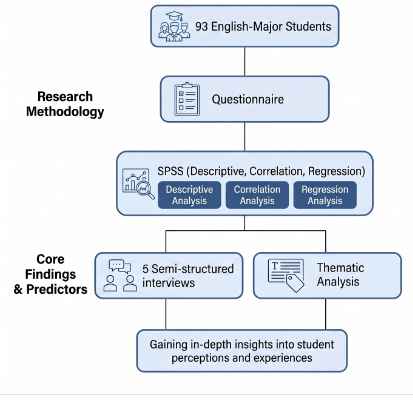 93 English-Major Students
Research
Methodology
Questionnaire
SPSS (Descriptive, Correlation, Regression)
Descriptive
Analysis
Correlation
Analysis
Regression
Analysis
Core
Findings
& Predictors
5 Semi-structured
interviews
T
Thematic
Analysis
Gaining in-depth insights into student
perceptions and experiences